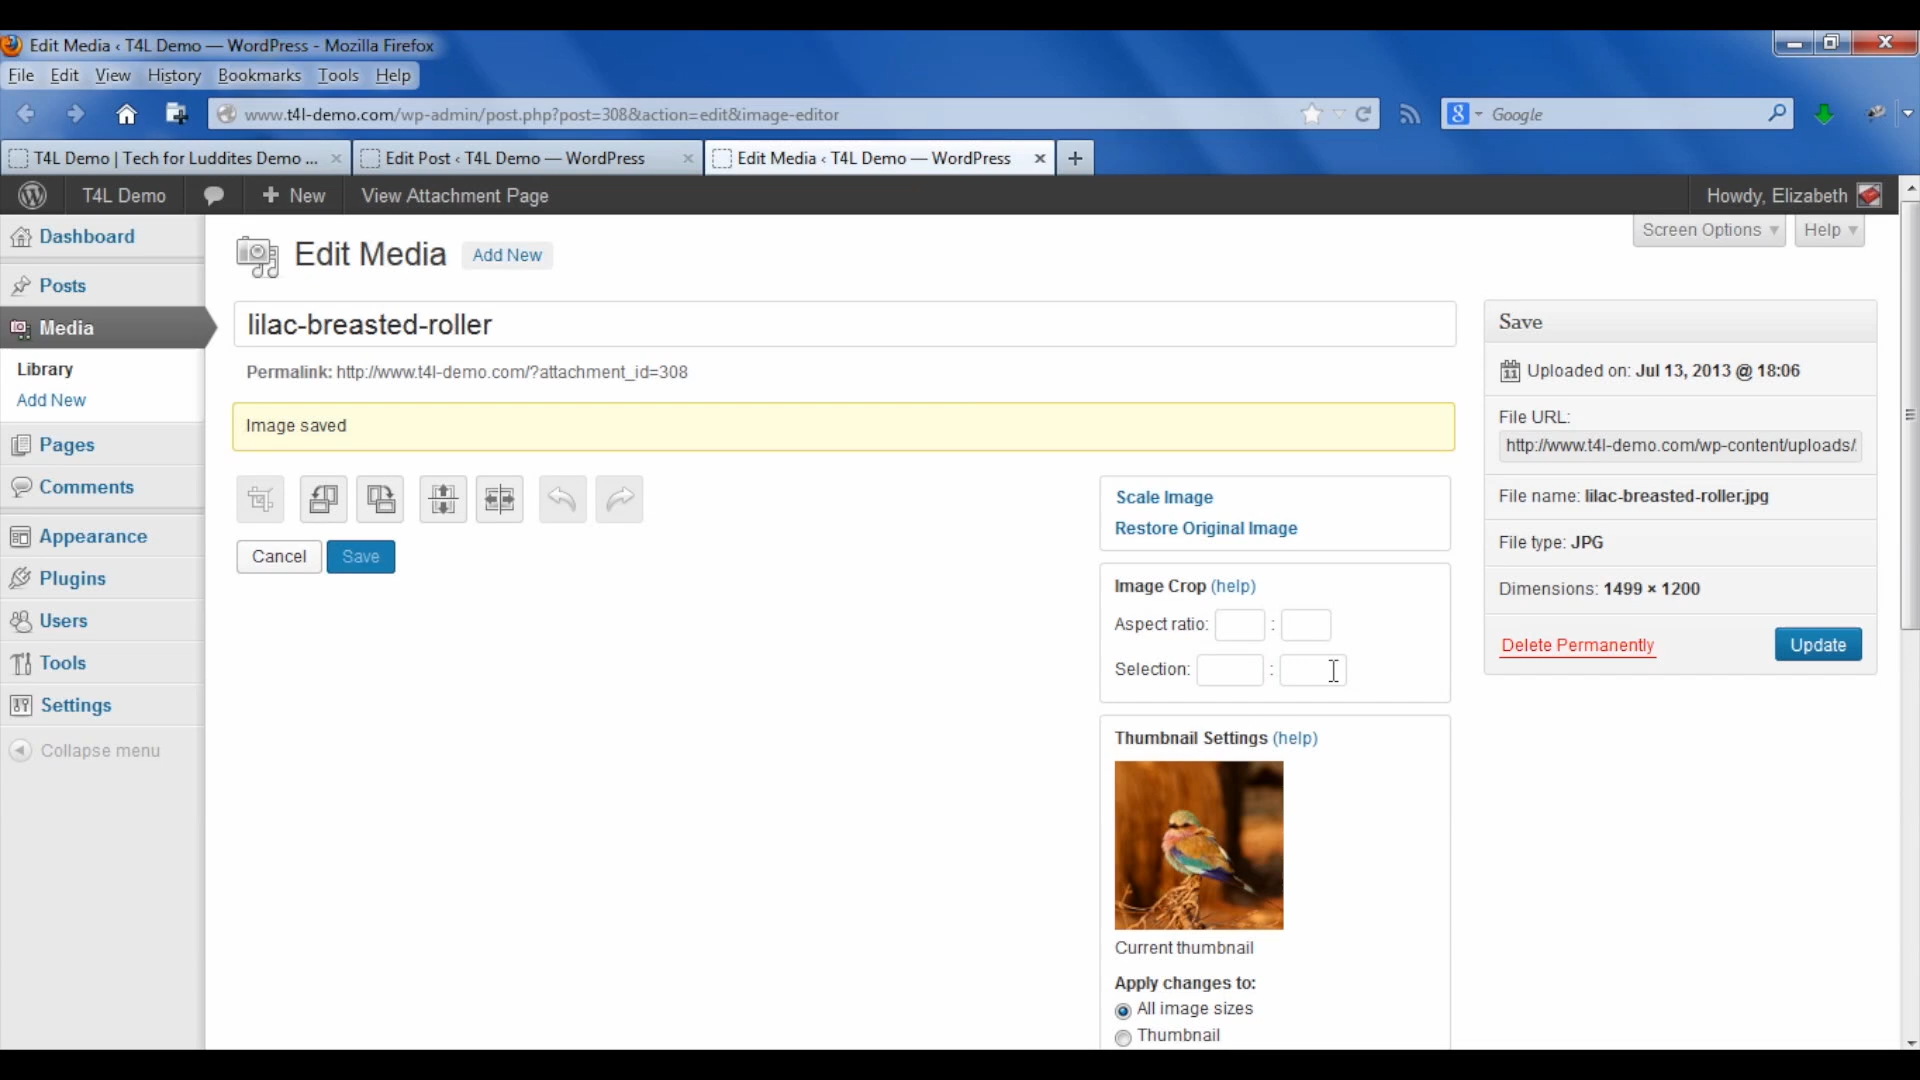 Edit Media ‹ T4L Demo — WordPress - Mozilla Firefox
File Edit View History Bookmarks Tools Help
www.t4l-demo.com/wp-admin/post.php?post=308&action=edit&image-editor
Google
T4L Demo | Tech for Luddites Demo ...
Edit Post ‹ T4L Demo — WordPress
Edit Media ‹ T4L Demo — WordPress
T4L Demo
New
View Attachment Page
Howdy, Elizabeth
Screen Options
Help
Dashboard
Posts
Media
Library
Add New
Pages
Comments
Appearance
Plugins
Users
Tools
Settings
Collapse menu
Edit Media
Add New
lilac-breasted-roller
Permalink: http://www.t4l-demo.com/?attachment_id=308
Image saved
Cancel
Save
Scale Image
Restore Original Image
Image Crop (help)
Aspect ratio: :
Selection: :
Thumbnail Settings (help)
Current thumbnail
Apply changes to:
All image sizes
Thumbnail
Save
11 Uploaded on: Jul 13, 2013 @ 18:06
File URL:
http://www.t4l-demo.com/wp-content/uploads/
File name: lilac-breasted-roller.jpg
File type: JPG
Dimensions: 1499 × 1200
Delete Permanently
Update